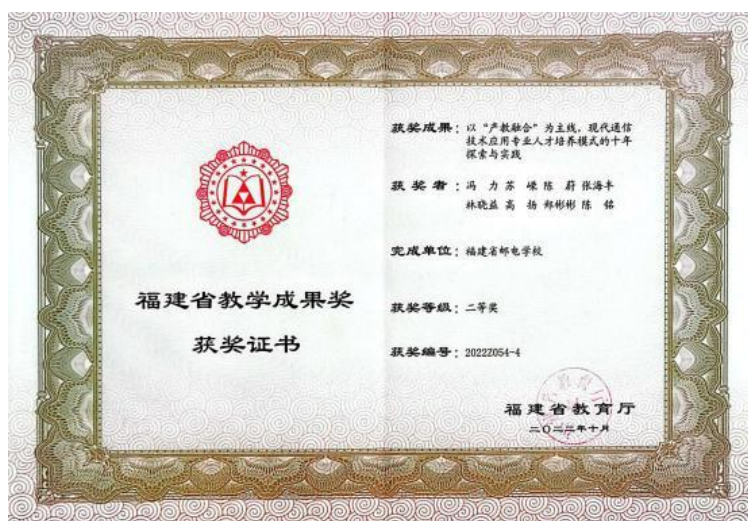 福建省教学成果奖
获奖证书
获奖成果：以“产教融合”为主线，现代通信
技术应用专业人才培养模式的十年
探索与实践
获 奖 者：冯 力 苏 嵘 陈 蔚 张海丰
林晓益 高 扬 郑彬彬 陈 铭
完成单位：福建省邮电学校
获奖等级：二等奖
获奖编号：2022Z054-4
福建省教育厅
二〇二二年十月